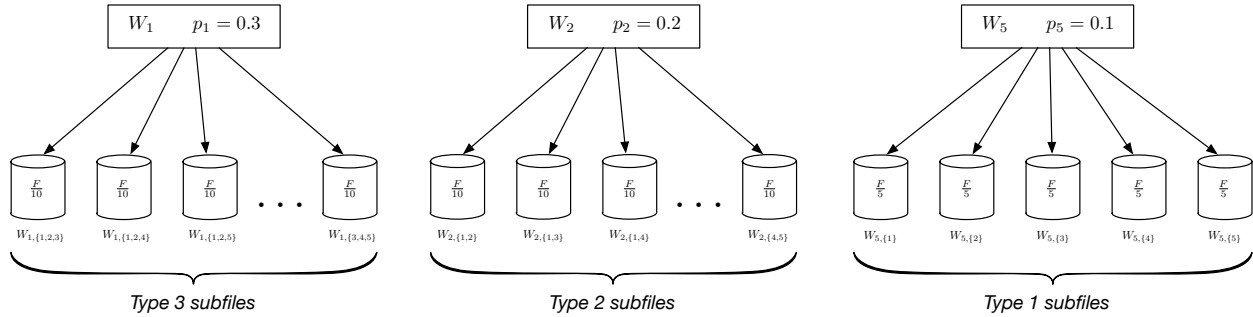 W_1 p_1 = 0.3 W_2 p_2 = 0.2 W_5 p_5 = 0.1
F/10 F/10 F/10 . . . F/10 F/10 F/10 F/10 . . . F/10 F/5 F/5 F/5 F/5 F/5
W_{1,{1,2,3}} W_{1,{1,2,4}} W_{1,{1,2,5}} W_{1,{3,4,5}} W_{2,{1,2}} W_{2,{1,3}} W_{2,{1,4}} W_{2,{4,5}} W_{5,{1}} W_{5,{2}} W_{5,{3}} W_{5,{4}} W_{5,{5}}
Type 3 subfiles Type 2 subfiles Type 1 subfiles